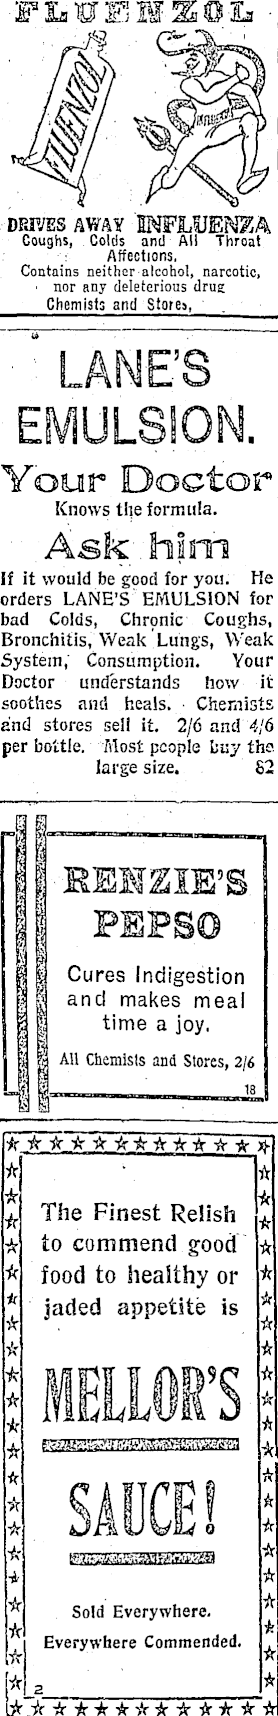 FLUENZOL
FLUENZOL
DRIVES AWAY INFLUENZA
Coughs, Colds and All Throat
Affections.
Contains neither alcohol, narcotic,
nor any deleterious drug
Chemists and Stores,
LANE'S
EMULSION.
Your Doctor
Knows the formula.
Ask him
If it would be good for you. He
orders LANE'S EMULSION for
bad Colds, Chronic Coughs,
Bronchitis, Weak Lungs, Weak
System, Consumption. Your
Doctor understands how it
soothes and heals. Chemists
and stores sell it. 2/6 and 4/6
per bottle. Most people buy the
large size. 82
RENZIE'S
PEPSO
Cures Indigestion
and makes meal
time a joy.
All Chemists and Stores, 2/6
18
The Finest Relish
to commend good
food to healthy or
jaded appetite is
MELLOR'S
SAUCE!
Sold Everywhere.
Everywhere Commended.
2